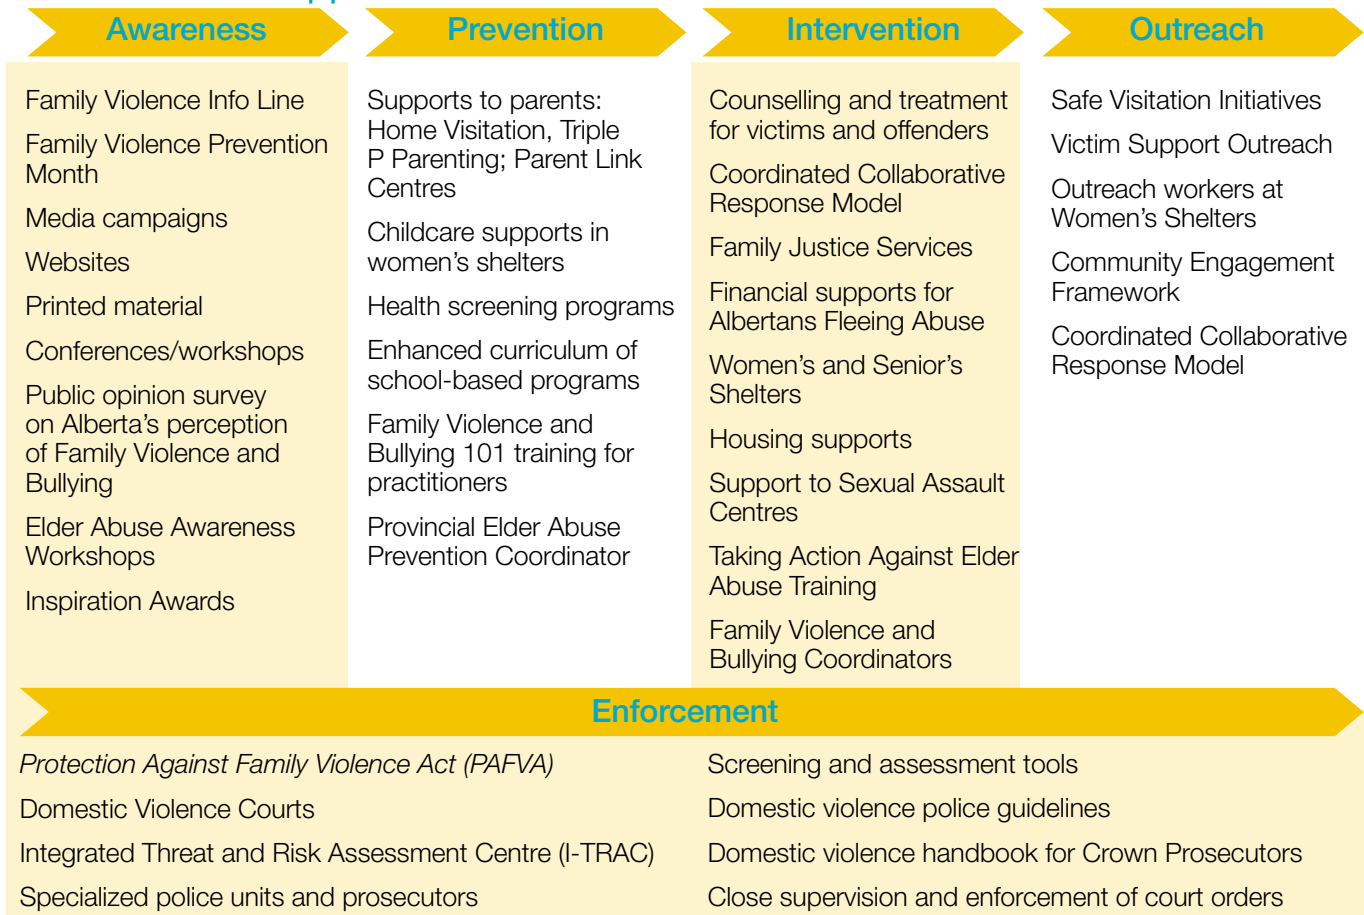 Awareness
Family Violence Info Line
Family Violence Prevention
Month
Media campaigns
Websites
Printed material
Conferences/workshops
Public opinion survey
on Alberta’s perception
of Family Violence and
Bullying
Elder Abuse Awareness
Workshops
Inspiration Awards
Prevention
Supports to parents:
Home Visitation, Triple
P Parenting; Parent Link
Centres
Childcare supports in
women’s shelters
Health screening programs
Enhanced curriculum of
school-based programs
Family Violence and
Bullying 101 training for
practitioners
Provincial Elder Abuse
Prevention Coordinator
Intervention
Counselling and treatment
for victims and offenders
Coordinated Collaborative
Response Model
Family Justice Services
Financial supports for
Albertans Fleeing Abuse
Women’s and Senior’s
Shelters
Housing supports
Support to Sexual Assault
Centres
Taking Action Against Elder
Abuse Training
Family Violence and
Bullying Coordinators
Outreach
Safe Visitation Initiatives
Victim Support Outreach
Outreach workers at
Women’s Shelters
Community Engagement
Framework
Coordinated Collaborative
Response Model
Enforcement
Protection Against Family Violence Act (PAFVA)
Domestic Violence Courts
Integrated Threat and Risk Assessment Centre (I-TRAC)
Specialized police units and prosecutors
Screening and assessment tools
Domestic violence police guidelines
Domestic violence handbook for Crown Prosecutors
Close supervision and enforcement of court orders